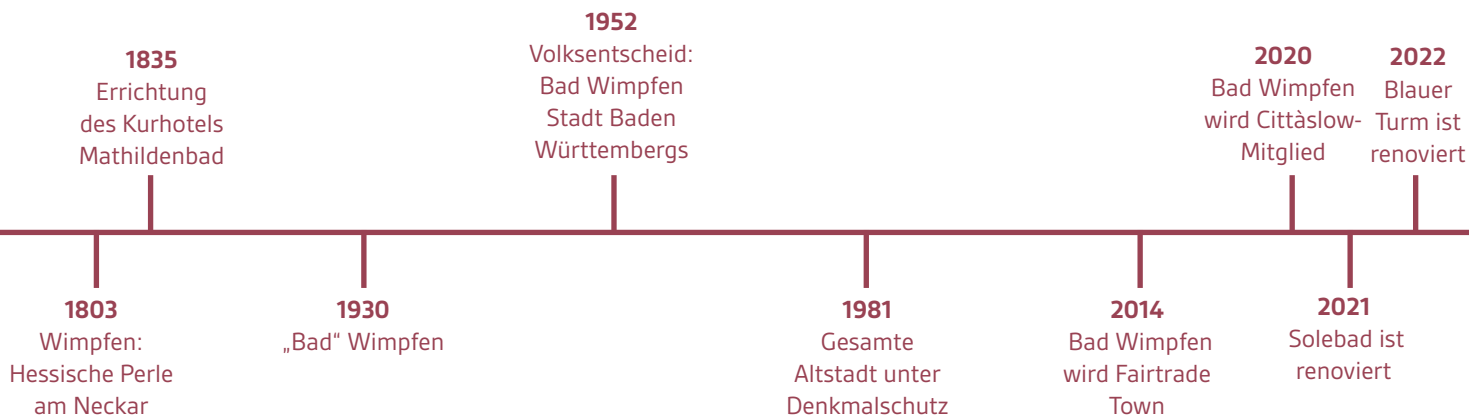 1835
Errichtung
des Kurhotels
Mathildenbad
1952
Volksentscheid:
Bad Wimpfen
Stadt Baden
Württembergs
2020
Bad Wimpfen
wird Cittàslow-
Mitglied
2022
Blauer
Turm ist
renoviert
1803
Wimpfen:
Hessische Perle
am Neckar
1930
„Bad“ Wimpfen
1981
Gesamte
Altstadt unter
Denkmalschutz
2014
Bad Wimpfen
wird Fairtrade
Town
2021
Solebad ist
renoviert